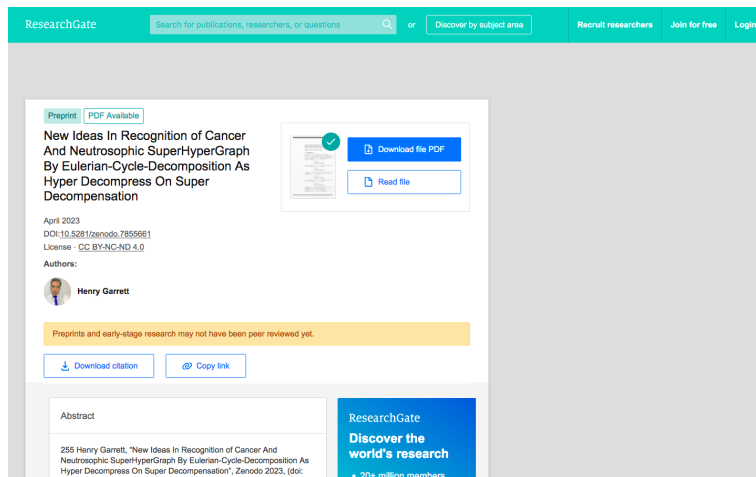 ResearchGate
Search for publications, researchers, or questions
or
Discover by subject area
Recruit researchers
Join for free
Login
Preprint
PDF Available
New Ideas In Recognition of Cancer
And Neutrosophic SuperHyperGraph
By Eulerian-Cycle-Decomposition As
Hyper Decompress On Super
Decompensation
Download file PDF
Read file
April 2023
DOI:10.5281/zenodo.7855661
License · CC BY-NC-ND 4.0
Authors:
Henry Garrett
Preprints and early-stage research may not have been peer reviewed yet.
Download citation
Copy link
Abstract
255 Henry Garrett, "New Ideas In Recognition of Cancer And
Neutrosophic SuperHyperGraph By Eulerian-Cycle-Decomposition As
Hyper Decompress On Super Decompensation", Zenodo 2023, (doi:
ResearchGate
Discover the
world's research
• 20+ million members